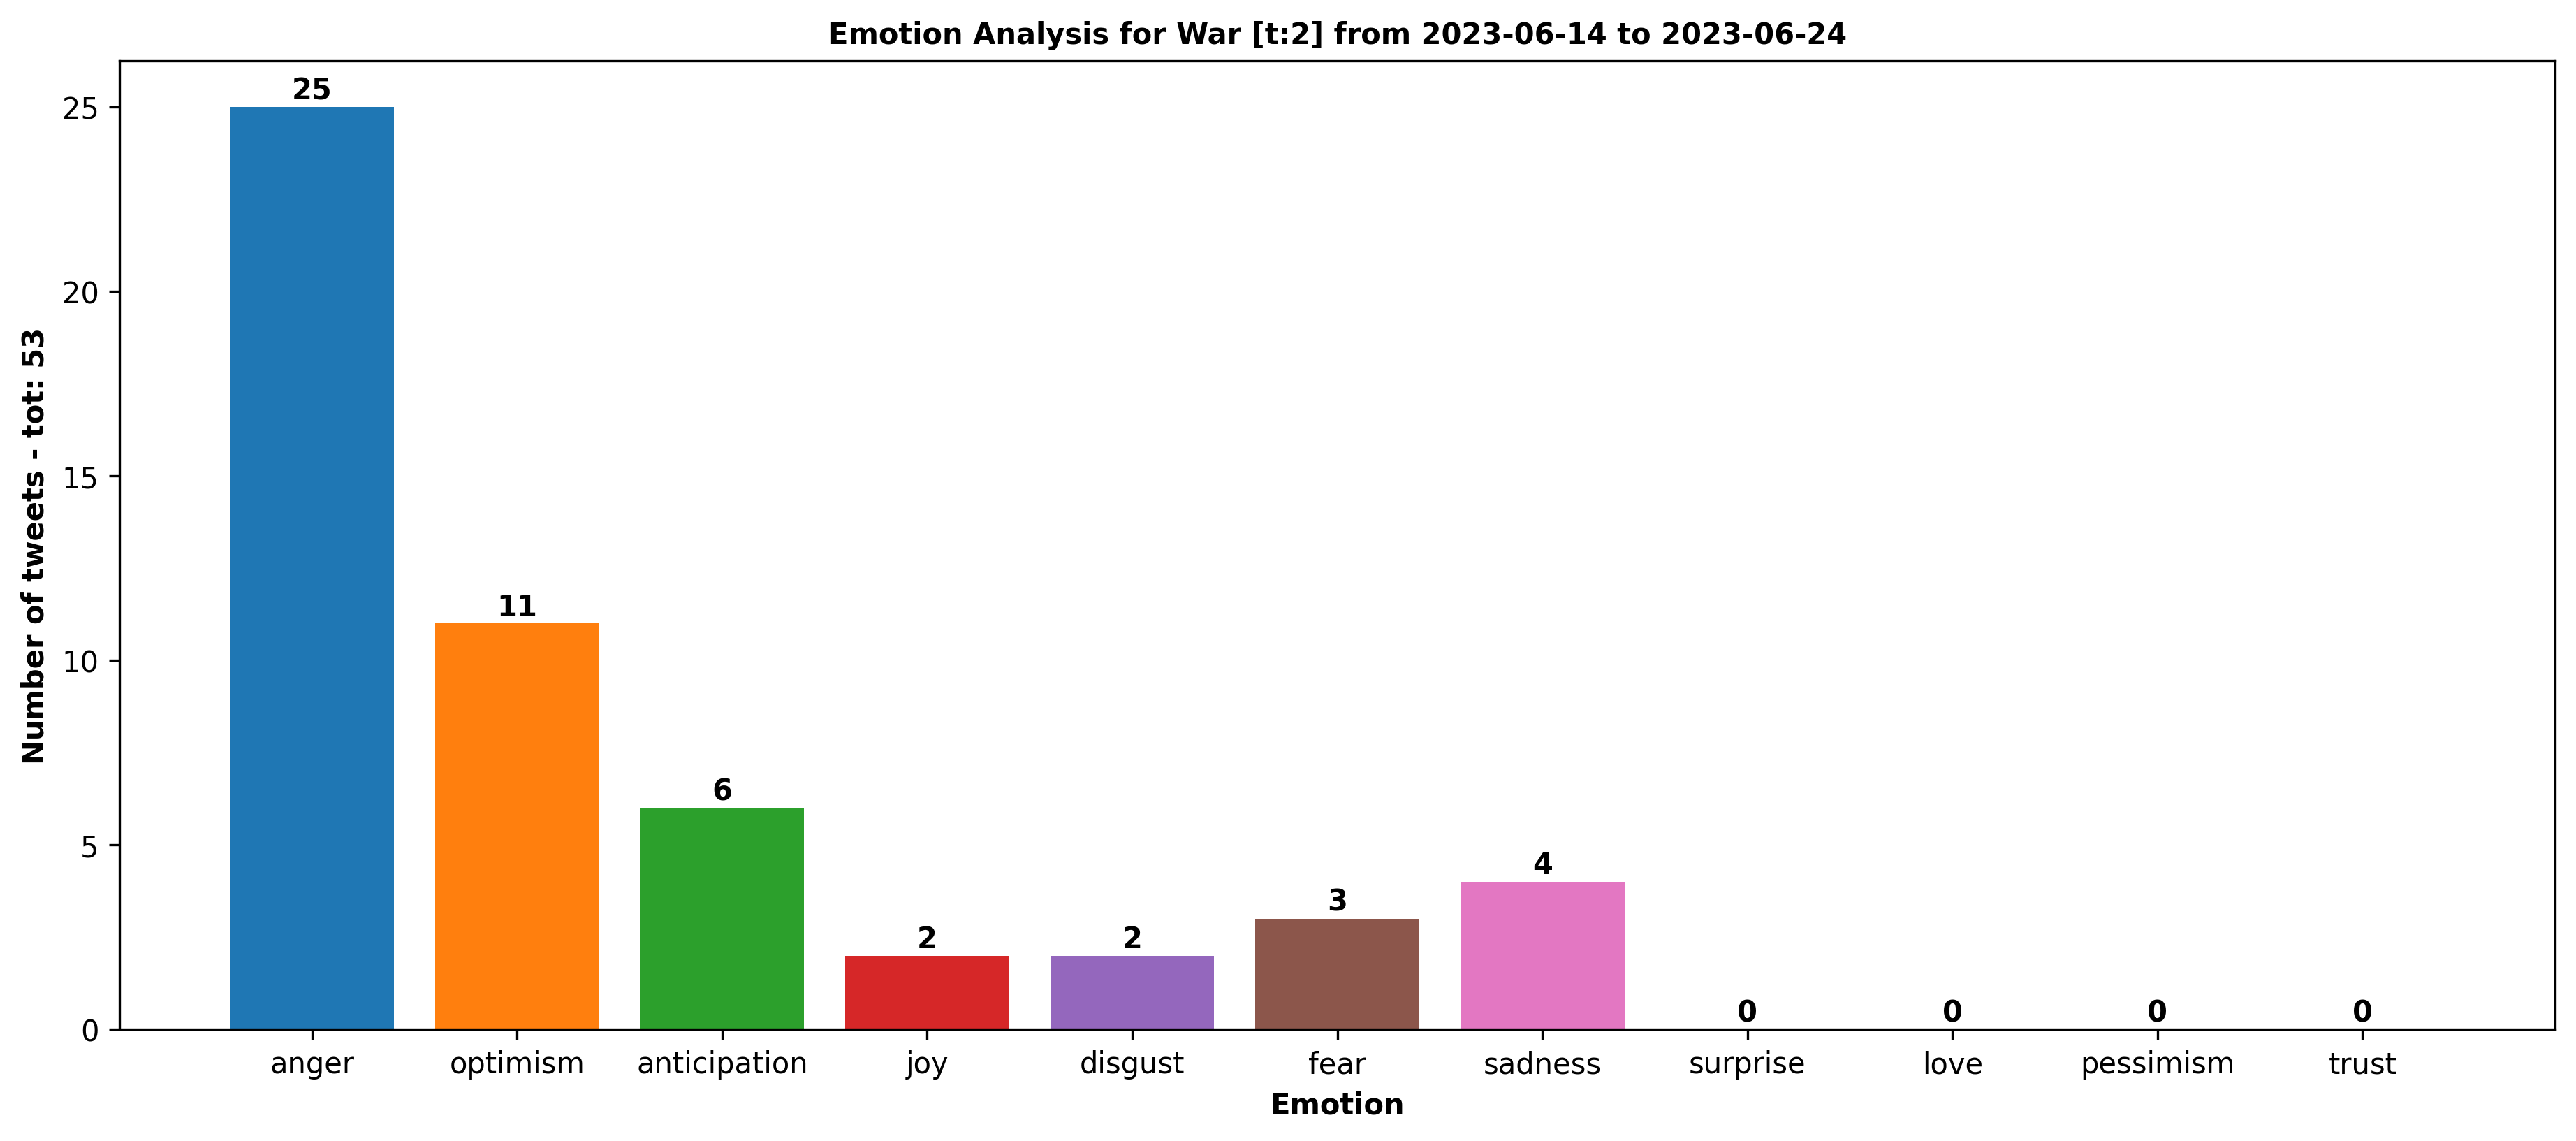 Emotion Analysis for War [t:2] from 2023-06-14 to 2023-06-24
Number of tweets - tot: 53
25
20
15
10
5
0
25
11
6
2
2
3
4
0
0
0
0
anger
optimism
anticipation
joy
disgust
fear
sadness
surprise
love
pessimism
trust
Emotion